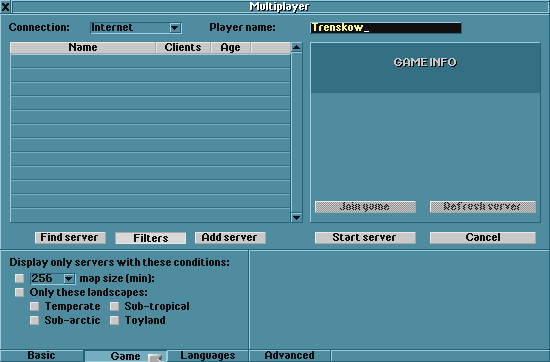 X Multiplayer
Connection: Internet Player name: Trenskow_
Name Clients Age
GAME INFO
Join game Refresh server
Find server Filters Add server Start server Cancel
Display only servers with these conditions:
256 map size (min):
Only these landscapes:
Temperate Sub-tropical
Sub-arctic Toyland
Basic Game Languages Advanced